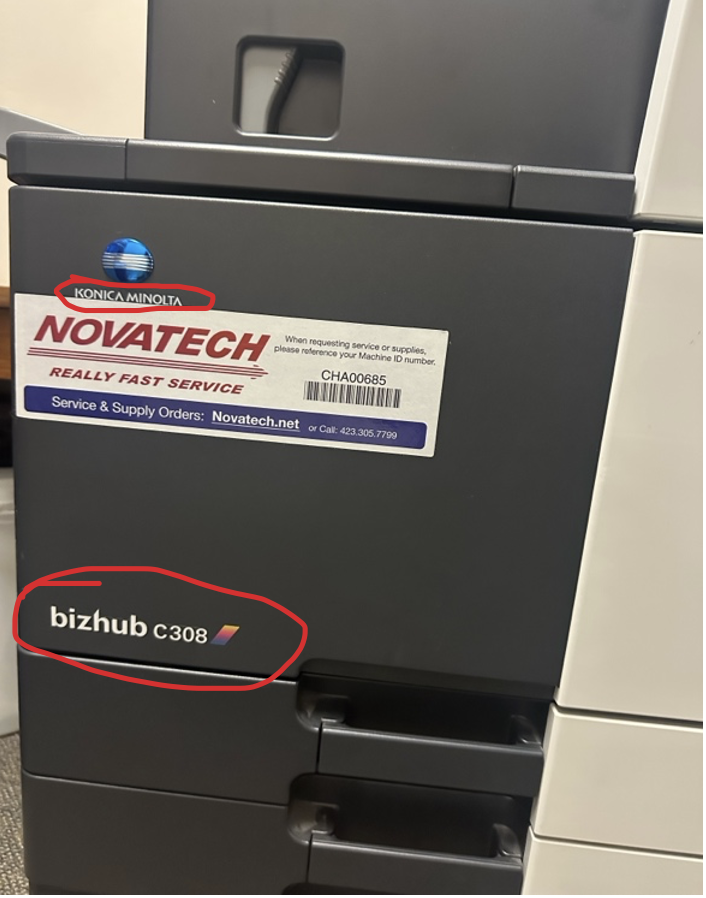 KONICA MINOLTA
NOVATECH
REALLY FAST SERVICE
When requesting service or supplies,
please reference your Machine ID number.
CHA00685
Service & Supply Orders: Novatech.net or Call: 423.305.7799
bizhub C308